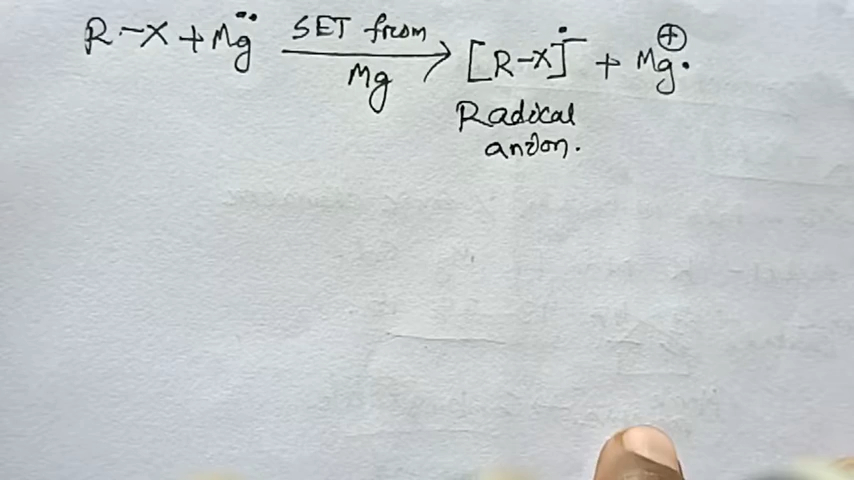 R-X + Mg̈ SET from Mg → [R-X]•⁻ + Mg•⊕
Radical
anion.